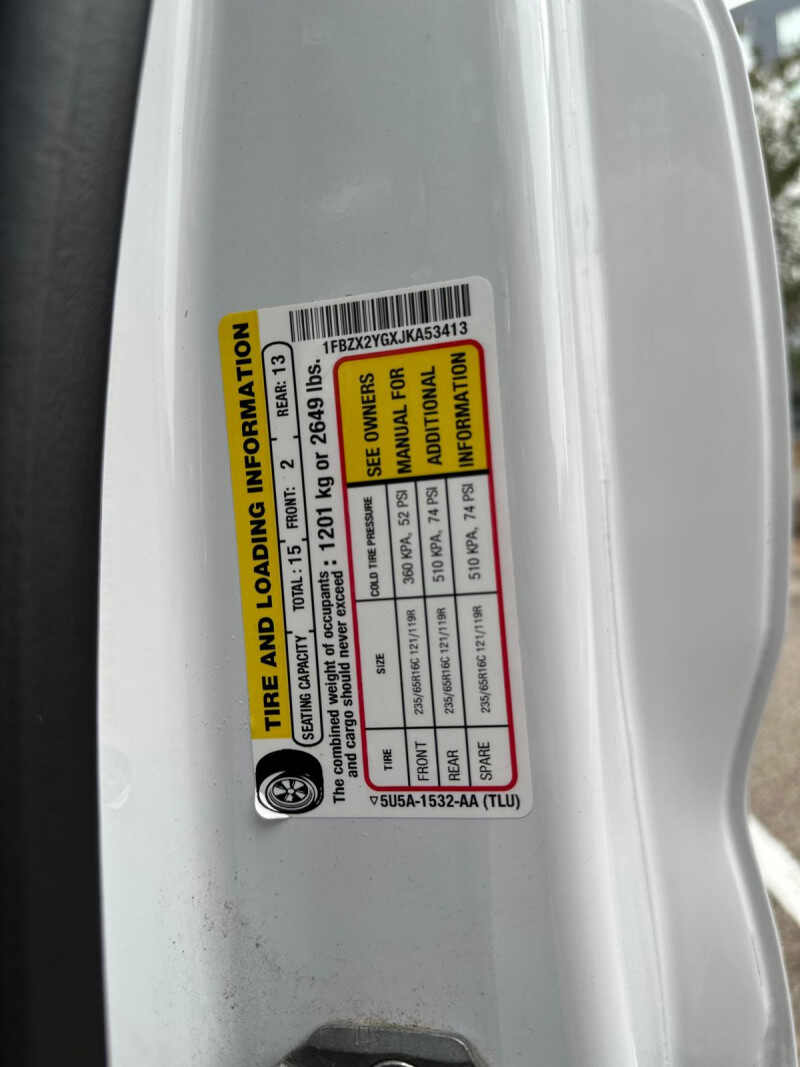 TIRE AND LOADING INFORMATION
SEATING CAPACITY TOTAL : 15 FRONT: 2 REAR: 13
The combined weight of occupants and cargo should never exceed : 1201 kg or 2649 lbs.
1FBZX2YGXJKA53413
TIRE SIZE COLD TIRE PRESSURE
FRONT 235/65R16C 121/119R 360 KPA, 52 PSI
REAR 235/65R16C 121/119R 510 KPA, 74 PSI
SPARE 235/65R16C 121/119R 510 KPA, 74 PSI
SEE OWNERS
MANUAL FOR
ADDITIONAL
INFORMATION
▽5U5A-1532-AA (TLU)